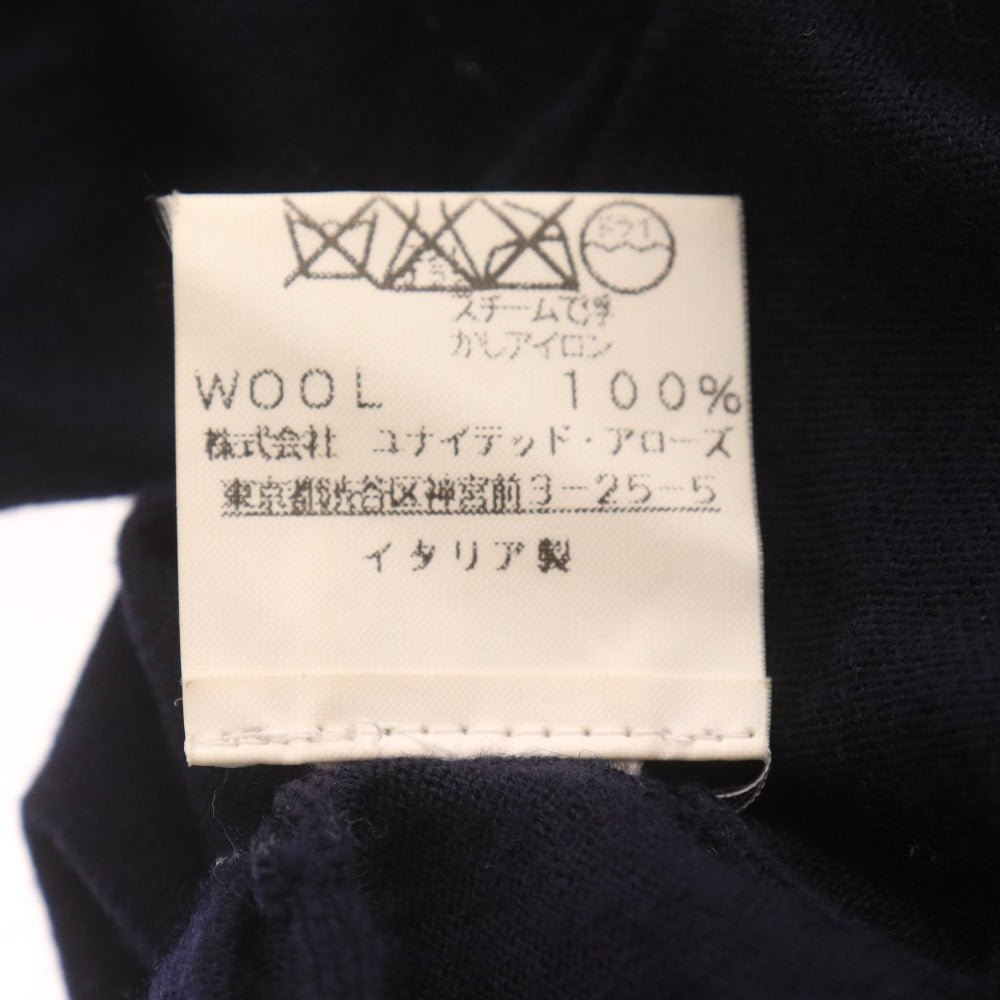 ドライ
スチームで浮
かしアイロン
WOOL 100%
株式会社 ユナイテッド・アローズ
東京都渋谷区神宮前3-25-5
イタリア製